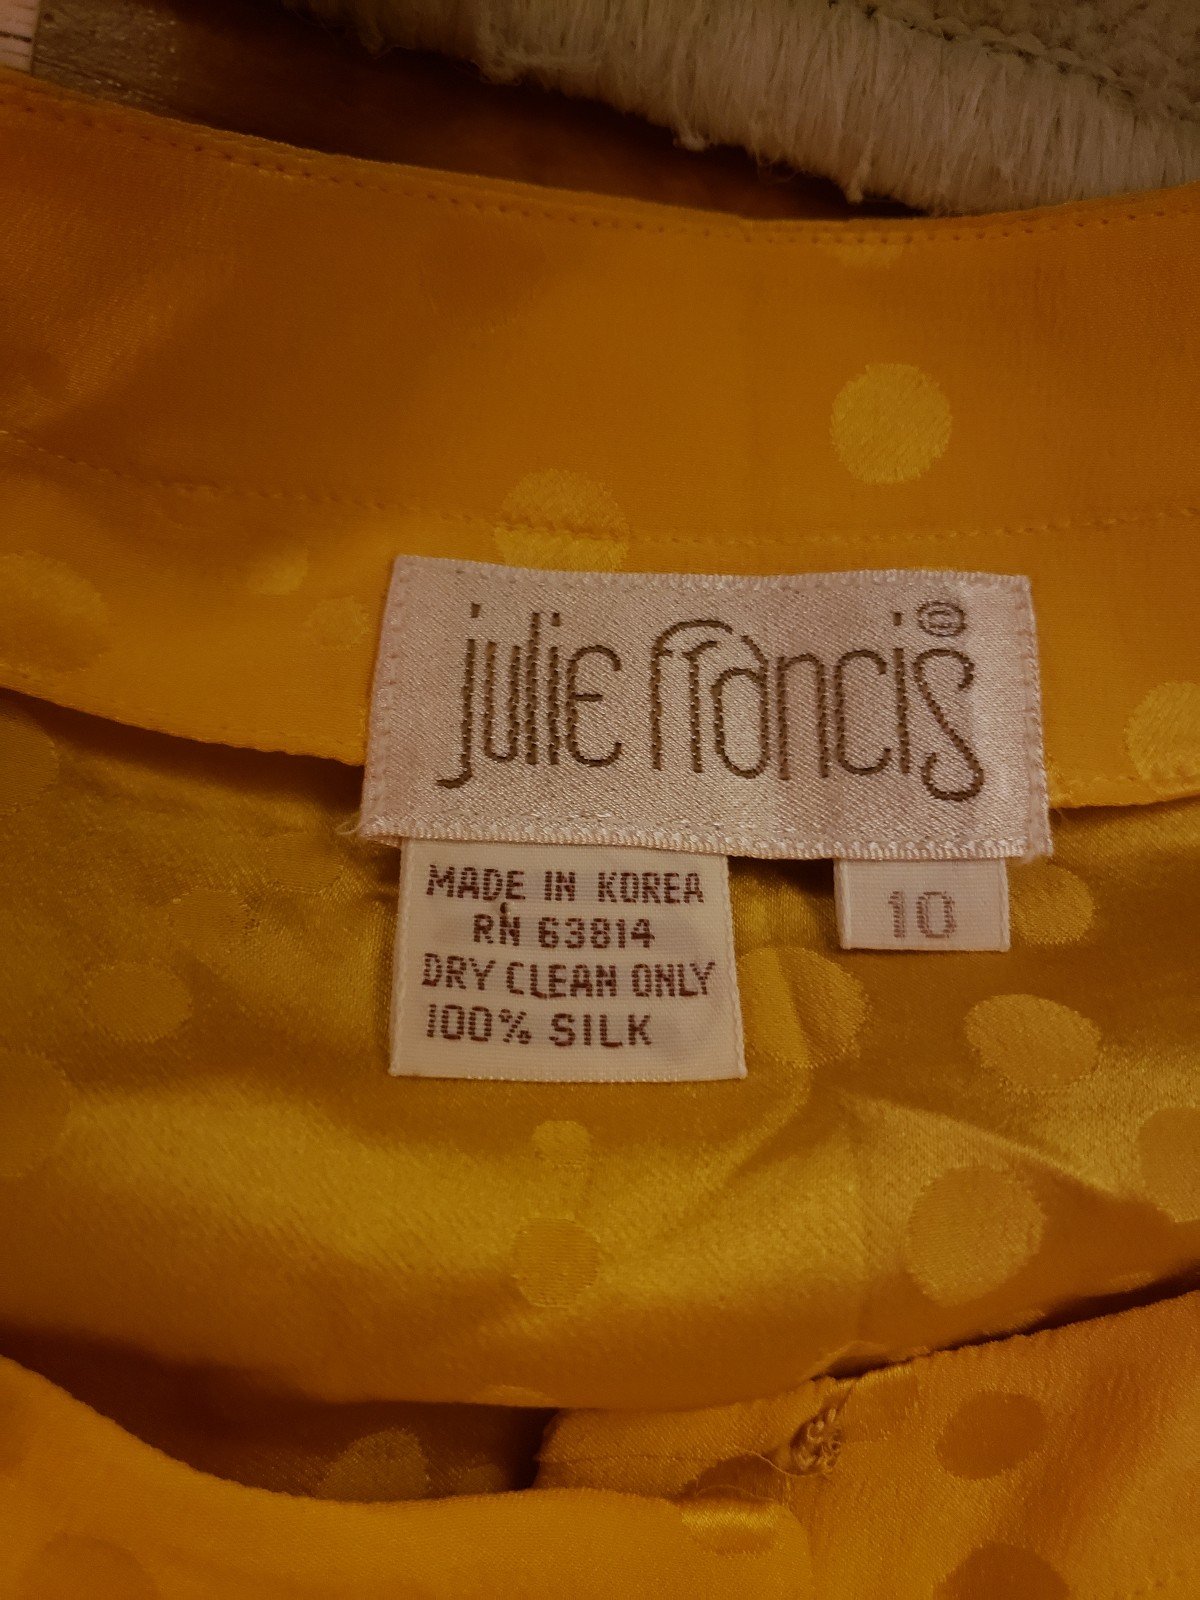 julie francis®
MADE IN KOREA
RN 63814
DRY CLEAN ONLY
100% SILK
10